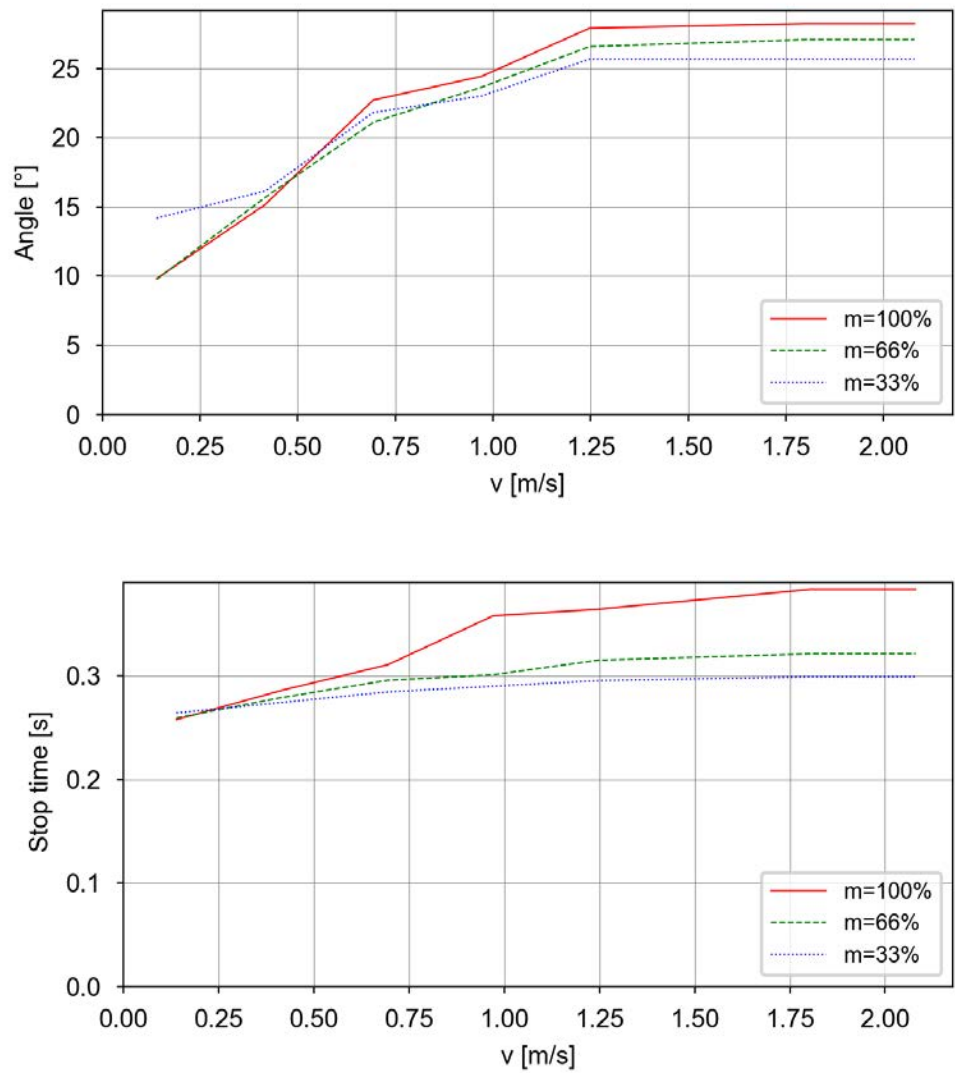 25
20
15
10
5
0
Angle [°]
m=100%
m=66%
m=33%
0.00 0.25 0.50 0.75 1.00 1.25 1.50 1.75 2.00
v [m/s]
0.3
0.2
0.1
0.0
Stop time [s]
m=100%
m=66%
m=33%
0.00 0.25 0.50 0.75 1.00 1.25 1.50 1.75 2.00
v [m/s]